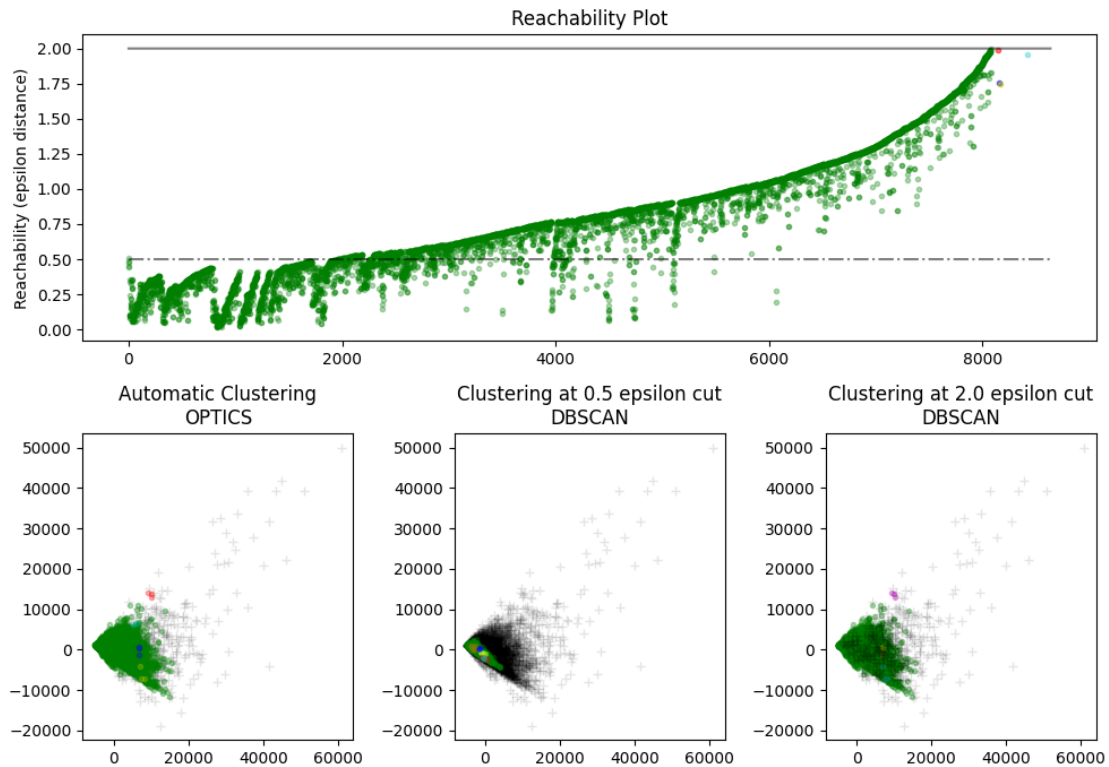 Reachability Plot
Reachability (epsilon distance)
2.00
1.75
1.50
1.25
1.00
0.75
0.50
0.25
0.00
0 2000 4000 6000 8000
Automatic Clustering
OPTICS
50000
40000
30000
20000
10000
0
−10000
−20000
0 20000 40000 60000
Clustering at 0.5 epsilon cut
DBSCAN
50000
40000
30000
20000
10000
0
−10000
−20000
0 20000 40000 60000
Clustering at 2.0 epsilon cut
DBSCAN
50000
40000
30000
20000
10000
0
−10000
−20000
0 20000 40000 60000